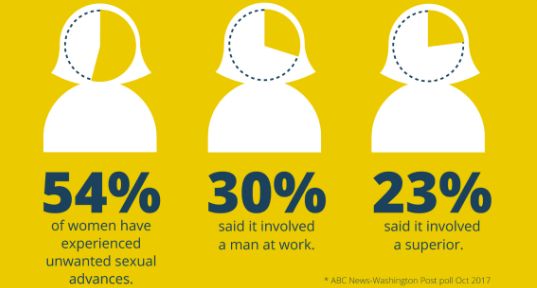 54%
of women have
experienced
unwanted sexual
advances.
30%
said it involved
a man at work.
23%
said it involved
a superior.
* ABC News-Washington Post poll Oct 2017